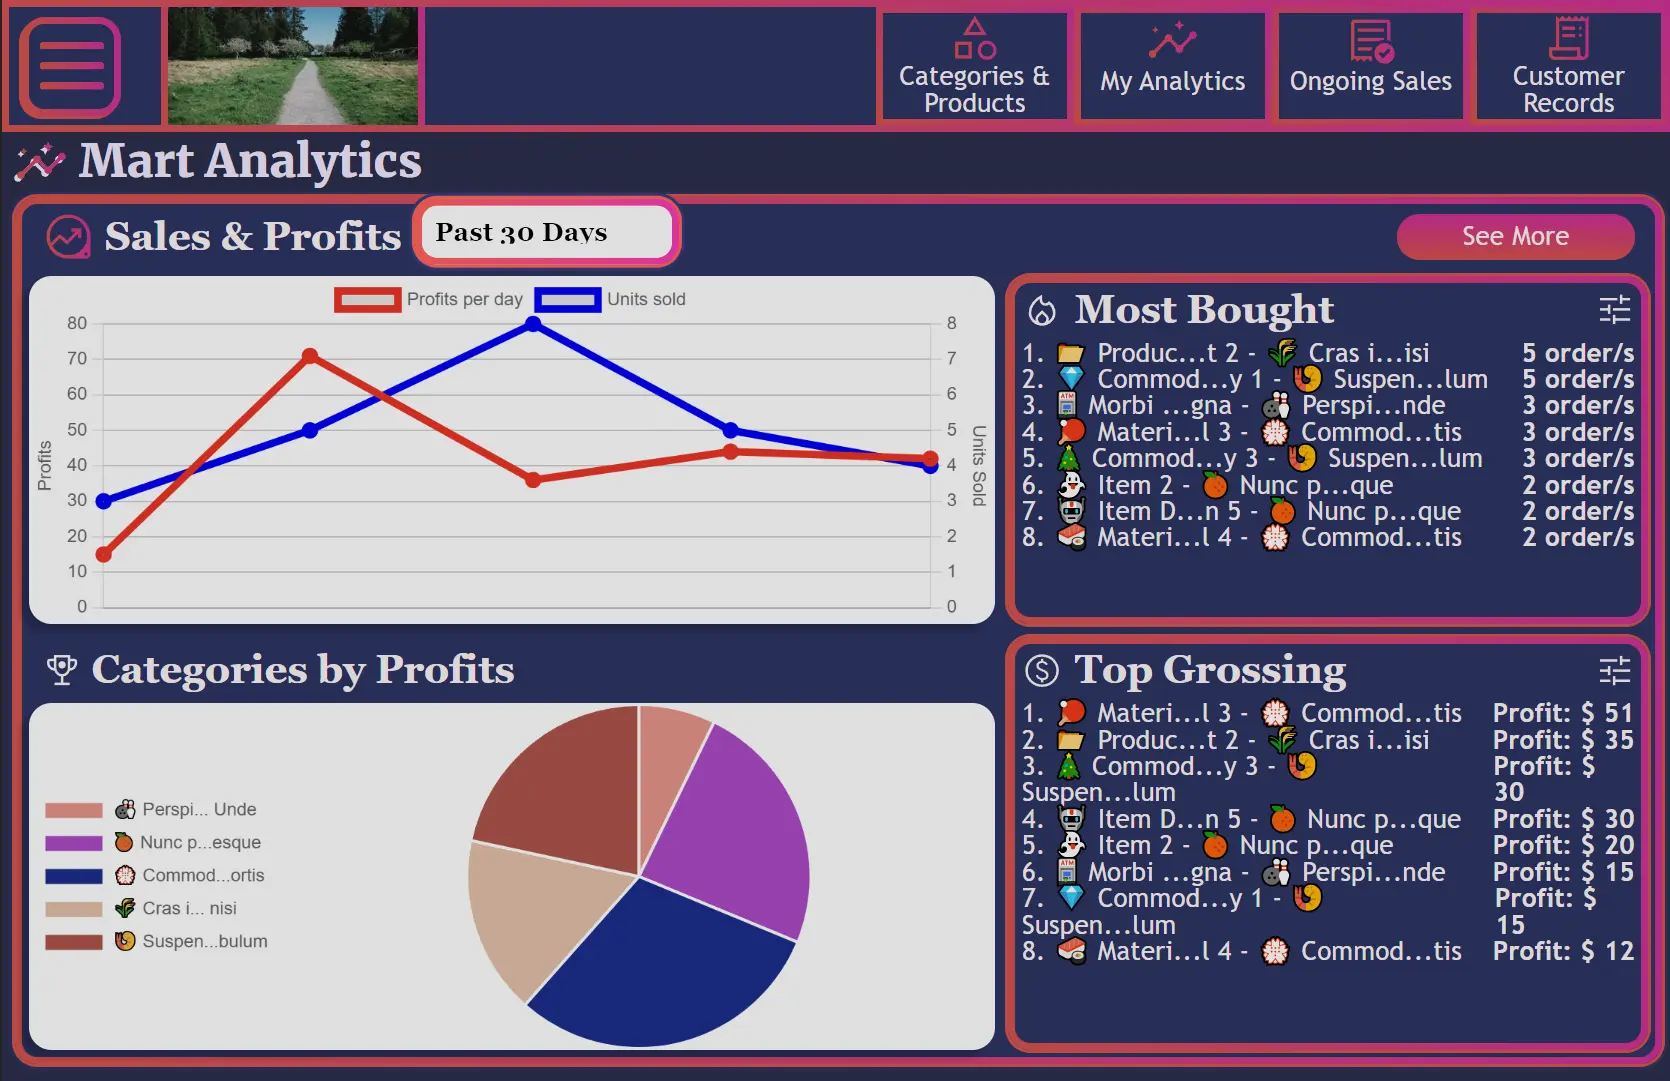 Categories & Products
My Analytics
Ongoing Sales
Customer Records
Mart Analytics
Sales & Profits
Past 30 Days
See More
Profits per day
Units sold
80
70
60
50
40
30
20
10
0
Profits
8
7
6
5
4
3
2
1
0
Units Sold
Most Bought
1. Produc...t 2 - Cras i...isi 5 order/s
2. Commod...y 1 - Suspen...lum 5 order/s
3. ATM Morbi ...gna - Perspi...nde 3 order/s
4. Materi...l 3 - Commod...tis 3 order/s
5. Commod...y 3 - Suspen...lum 3 order/s
6. Item 2 - Nunc p...que 2 order/s
7. Item D...n 5 - Nunc p...que 2 order/s
8. Materi...l 4 - Commod...tis 2 order/s
Categories by Profits
Perspi... Unde
Nunc p...esque
Commod...ortis
Cras i... nisi
Suspen...bulum
Top Grossing
1. Materi...l 3 - Commod...tis Profit: $ 51
2. Produc...t 2 - Cras i...isi Profit: $ 35
3. Commod...y 3 - Profit: $
Suspen...lum 30
4. Item D...n 5 - Nunc p...que Profit: $ 30
5. Item 2 - Nunc p...que Profit: $ 20
6. ATM Morbi ...gna - Perspi...nde Profit: $ 15
7. Commod...y 1 - Profit: $
Suspen...lum 15
8. Materi...l 4 - Commod...tis Profit: $ 12